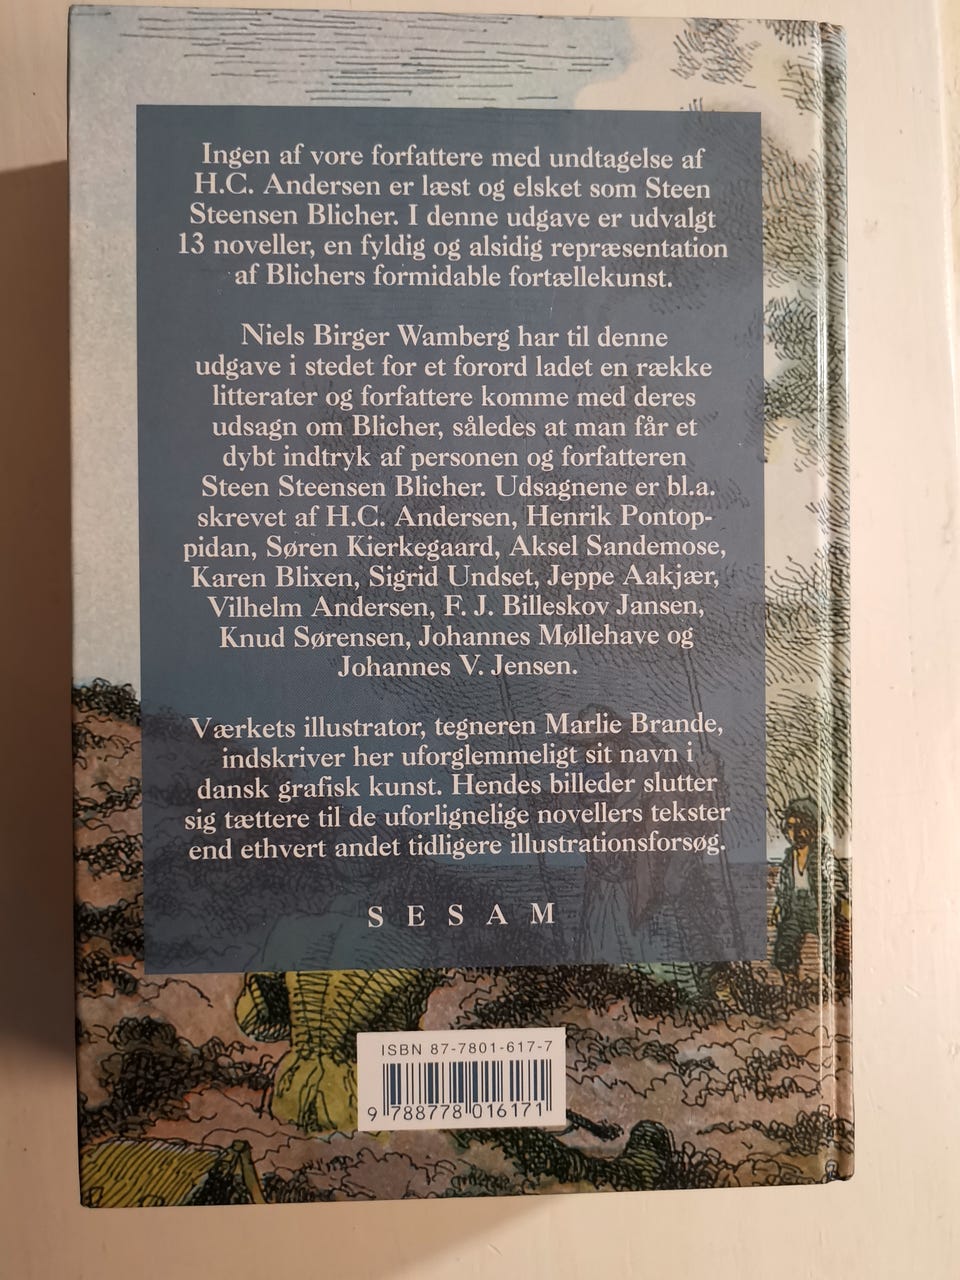 Ingen af vore forfattere med undtagelse af
H.C. Andersen er læst og elsket som Steen
Steensen Blicher. I denne udgave er udvalgt
13 noveller, en fyldig og alsidig repræsentation
af Blichers formidable fortællekunst.
Niels Birger Wamberg har til denne
udgave i stedet for et forord ladet en række
litterater og forfattere komme med deres
udsagn om Blicher, således at man får et
dybt indtryk af personen og forfatteren
Steen Steensen Blicher. Udsagnene er bl.a.
skrevet af H.C. Andersen, Henrik Pontop-
pidan, Søren Kierkegaard, Aksel Sandemose,
Karen Blixen, Sigrid Undset, Jeppe Aakjær,
Vilhelm Andersen, F. J. Billeskov Jansen,
Knud Sørensen, Johannes Møllehave og
Johannes V. Jensen.
Værkets illustrator, tegneren Marlie Brande,
indskriver her uforglemmeligt sit navn i
dansk grafisk kunst. Hendes billeder slutter
sig tættere til de uforlignelige novellers tekster
end ethvert andet tidligere illustrationsforsøg.
S E S A M
ISBN 87-7801-617-7
9 788778 016171